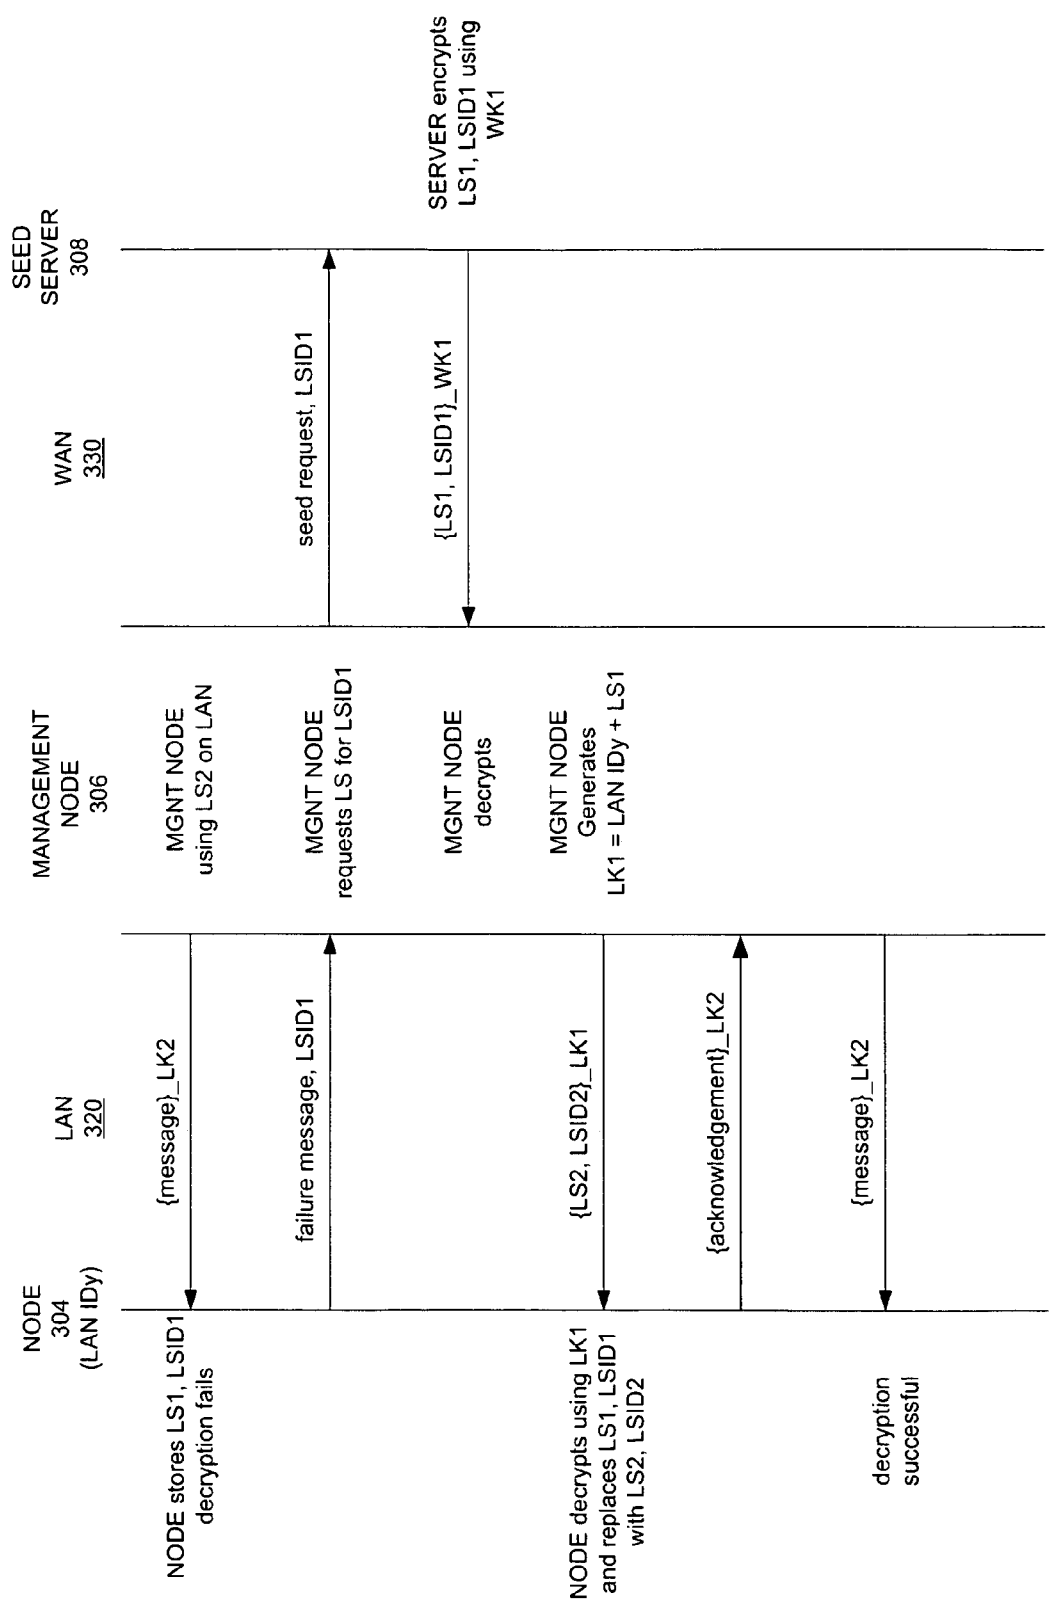 NODE
304
(LAN IDy)
LAN
320
MANAGEMENT
NODE
306
WAN
330
SEED
SERVER
308
NODE stores LS1, LSID1
decryption fails
{message}_LK2
MGNT NODE
using LS2 on LAN
failure message, LSID1
MGNT NODE
requests LS for LSID1
seed request, LSID1
MGNT NODE
decrypts
{LS1, LSID1}_WK1
SERVER encrypts
LS1, LSID1 using
WK1
MGNT NODE
Generates
LK1 = LAN IDy + LS1
NODE decrypts using LK1
and replaces LS1, LSID1
with LS2, LSID2
{LS2, LSID2}_LK1
{acknowledgement}_LK2
decryption
successful
{message}_LK2